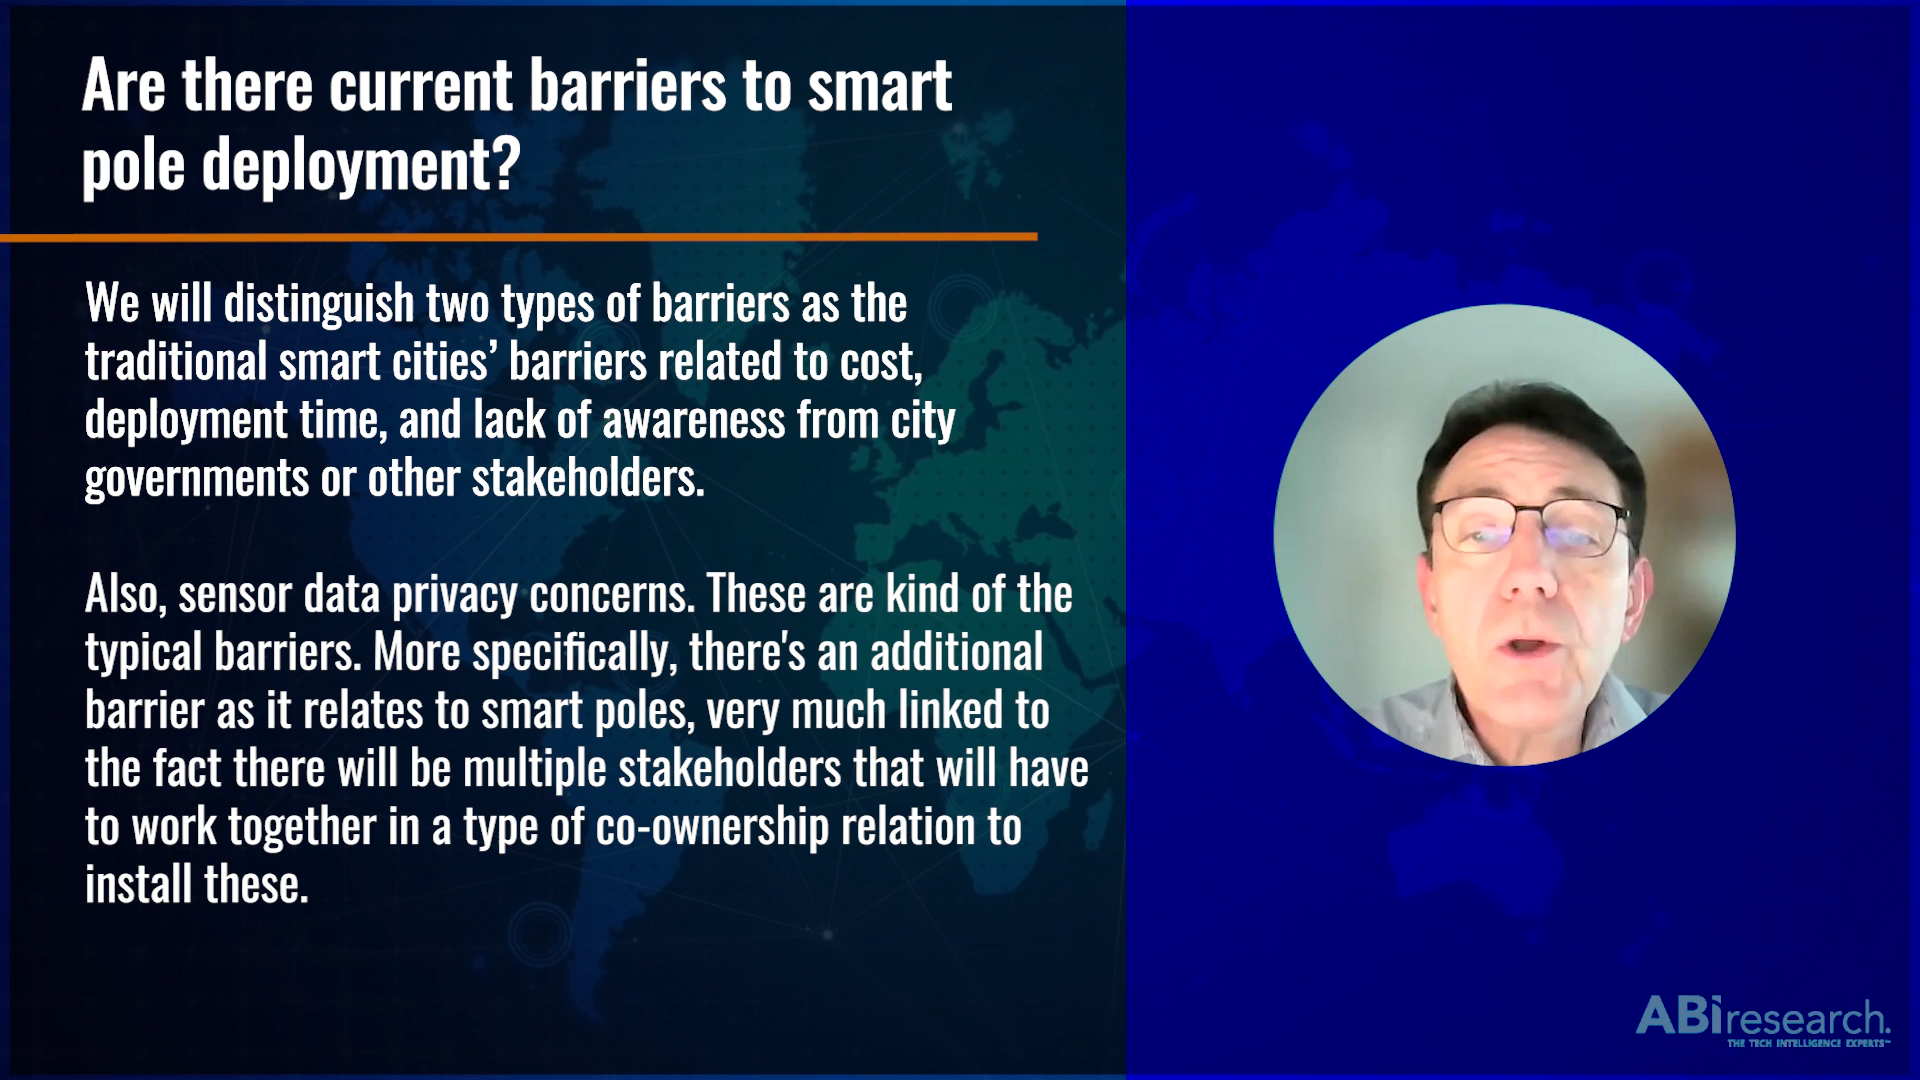 Are there current barriers to smart
pole deployment?
We will distinguish two types of barriers as the
traditional smart cities’ barriers related to cost,
deployment time, and lack of awareness from city
governments or other stakeholders.
Also, sensor data privacy concerns. These are kind of the
typical barriers. More specifically, there's an additional
barrier as it relates to smart poles, very much linked to
the fact there will be multiple stakeholders that will have
to work together in a type of co-ownership relation to
install these.
ABiresearch.
THE TECH INTELLIGENCE EXPERTS℠